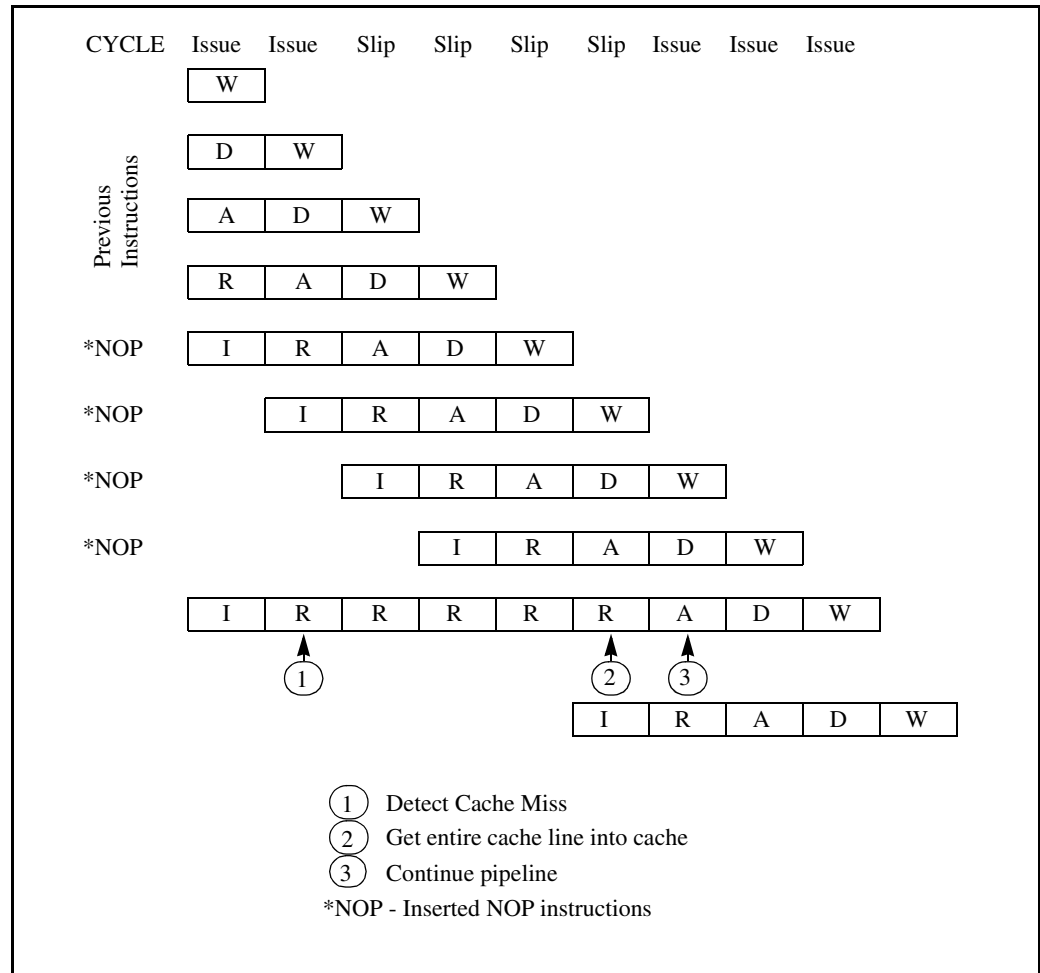 CYCLE Issue Issue Slip Slip Slip Slip Issue Issue Issue
W
D W
A D W
Previous
Instructions
R A D W
*NOP I R A D W
*NOP I R A D W
*NOP I R A D W
*NOP I R A D W
I R R R R R A D W
1 2 3
I R A D W
1 Detect Cache Miss
2 Get entire cache line into cache
3 Continue pipeline
*NOP - Inserted NOP instructions